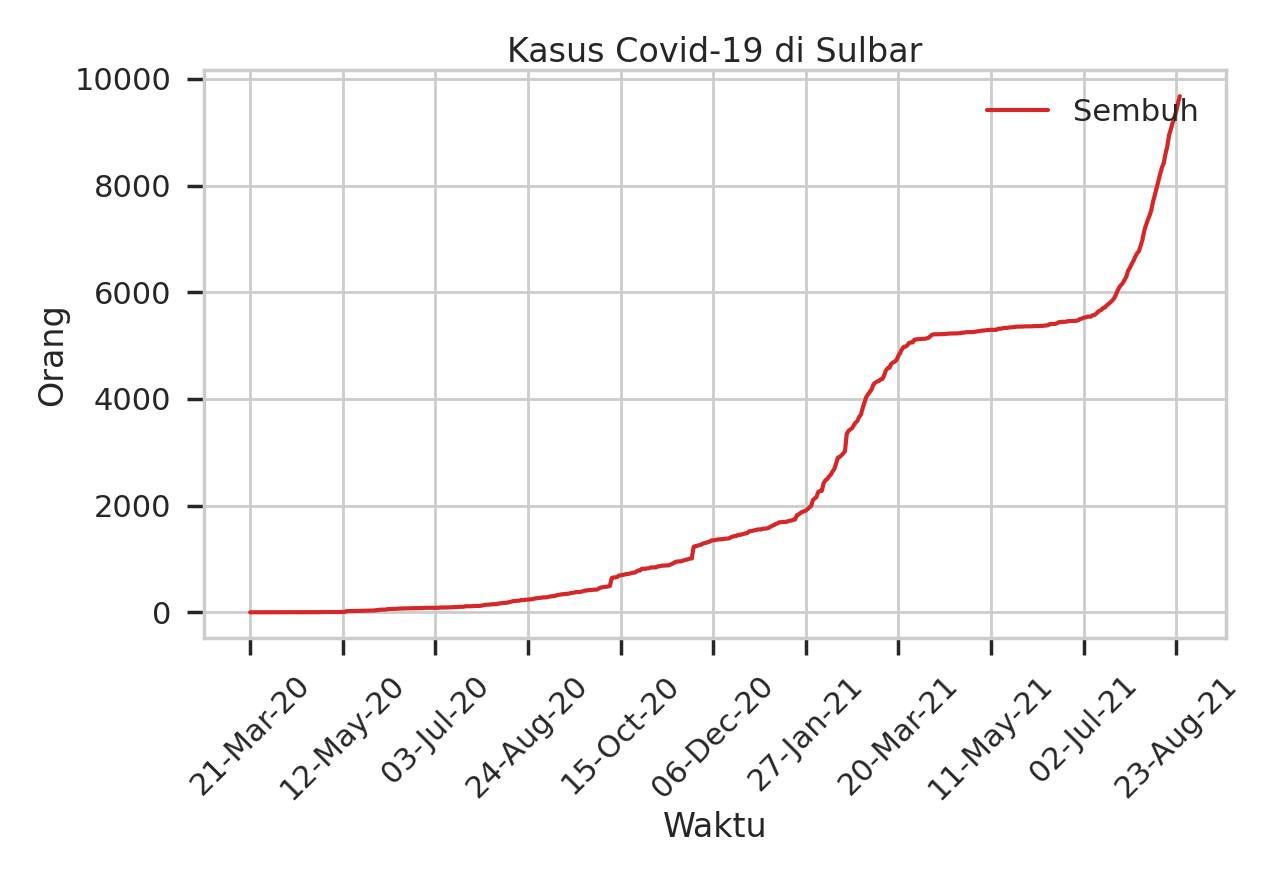 Kasus Covid-19 di Sulbar
Sembuh
Orang
10000
8000
6000
4000
2000
0
21-Mar-20
12-May-20
03-Jul-20
24-Aug-20
15-Oct-20
06-Dec-20
27-Jan-21
20-Mar-21
11-May-21
02-Jul-21
23-Aug-21
Waktu